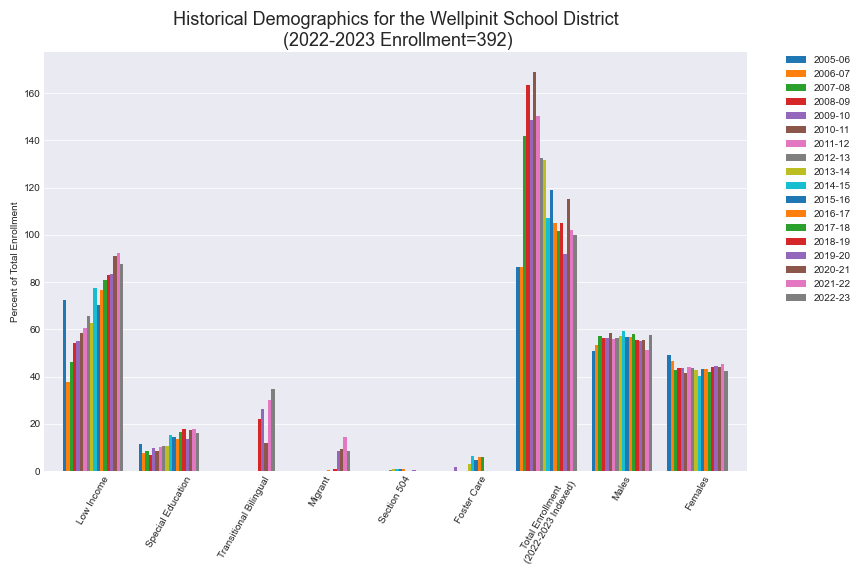 Historical Demographics for the Wellpinit School District
(2022-2023 Enrollment=392)
Percent of Total Enrollment
160
140
120
100
80
60
40
20
0
Low Income
Special Education
Transitional Bilingual
Migrant
Section 504
Foster Care
Total Enrollment
(2022-2023 Indexed)
Males
Females
2005-06
2006-07
2007-08
2008-09
2009-10
2010-11
2011-12
2012-13
2013-14
2014-15
2015-16
2016-17
2017-18
2018-19
2019-20
2020-21
2021-22
2022-23